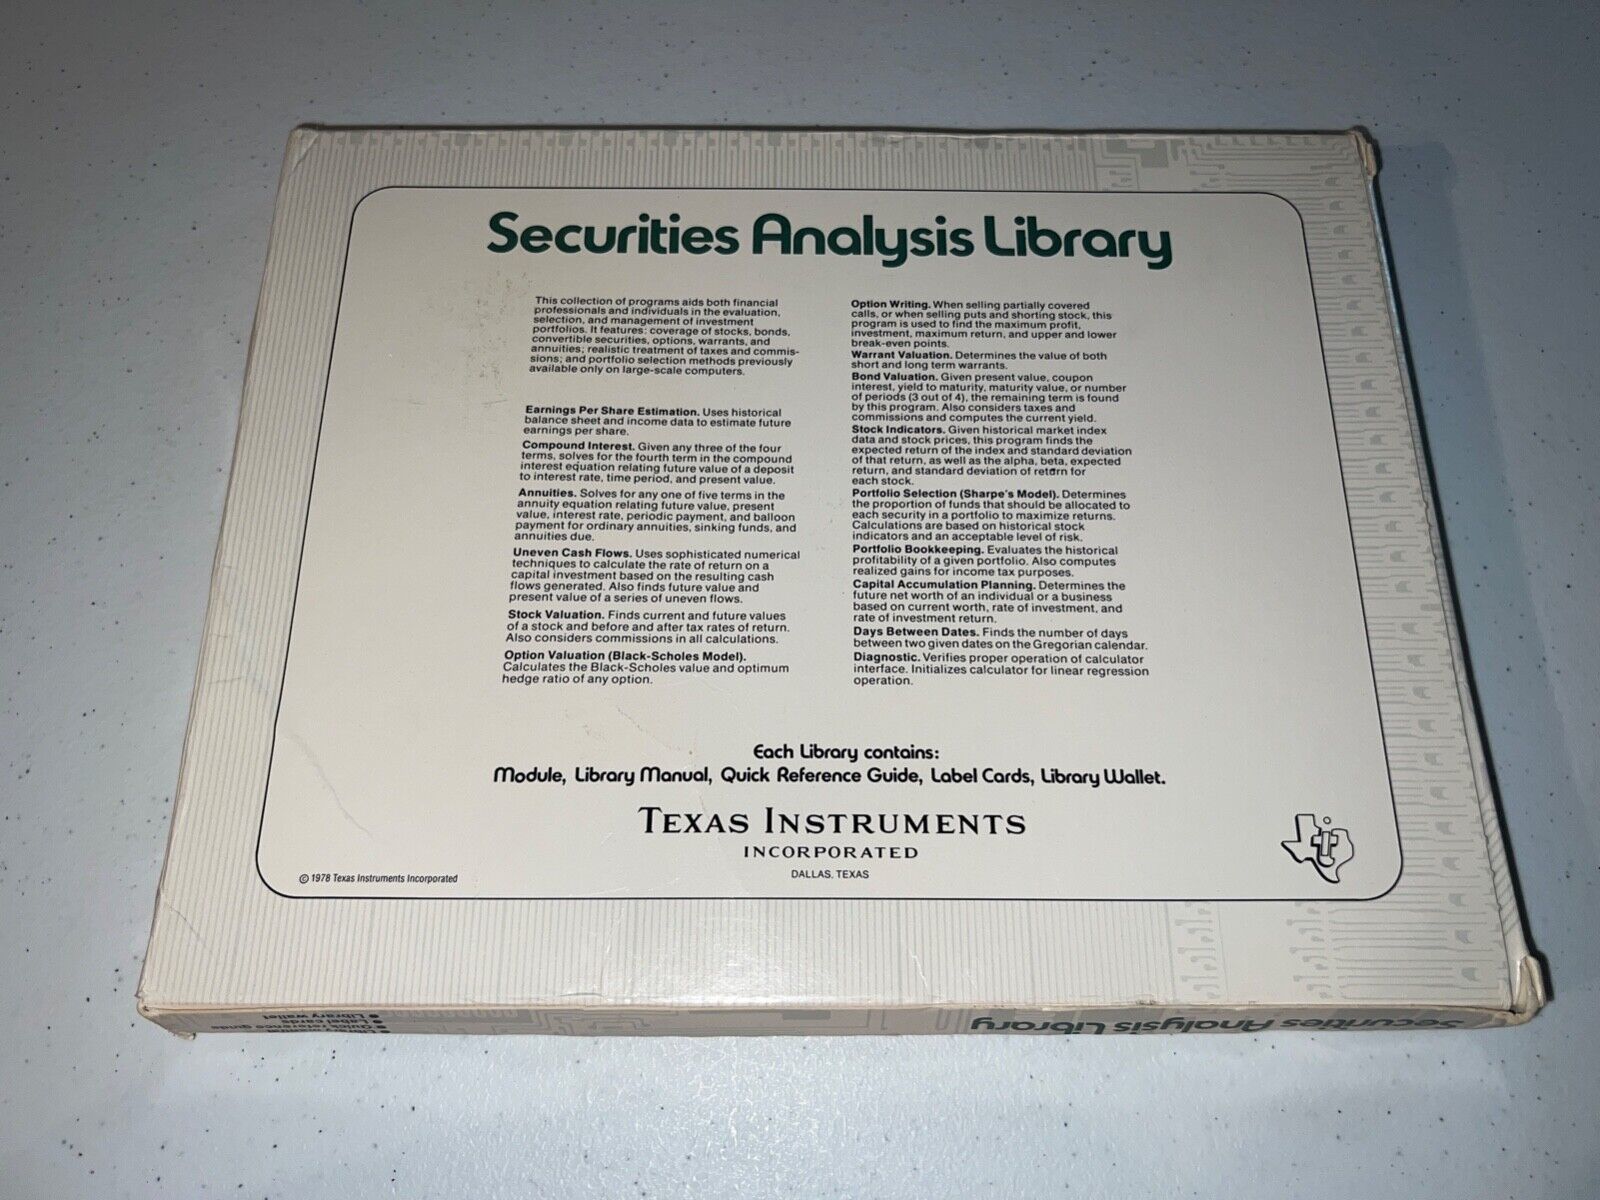 Securities Analysis Library
This collection of programs aids both financial
professionals and individuals in the evaluation,
selection, and management of investment
portfolios. It features: coverage of stocks, bonds,
convertible securities, options, warrants, and
annuities; realistic treatment of taxes and commis-
sions; and portfolio selection methods previously
available only on large-scale computers.
Earnings Per Share Estimation. Uses historical
balance sheet and income data to estimate future
earnings per share.
Compound Interest. Given any three of the four
terms, solves for the fourth term in the compound
interest equation relating future value of a deposit
to interest rate, time period, and present value.
Annuities. Solves for any one of five terms in the
annuity equation relating future value, present
value, interest rate, periodic payment, and balloon
payment for ordinary annuities, sinking funds, and
annuities due.
Uneven Cash Flows. Uses sophisticated numerical
techniques to calculate the rate of return on a
capital investment based on the resulting cash
flows generated. Also finds future value and
present value of a series of uneven flows.
Stock Valuation. Finds current and future values
of a stock and before and after tax rates of return.
Also considers commissions in all calculations.
Option Valuation (Black-Scholes Model).
Calculates the Black-Scholes value and optimum
hedge ratio of any option.
Option Writing. When selling partially covered
calls, or when selling puts and shorting stock, this
program is used to find the maximum profit,
investment, maximum return, and upper and lower
break-even points.
Warrant Valuation. Determines the value of both
short and long term warrants.
Bond Valuation. Given present value, coupon
interest, yield to maturity, maturity value, or number
of periods (3 out of 4), the remaining term is found
by this program. Also considers taxes and
commissions and computes the current yield.
Stock Indicators. Given historical market index
data and stock prices, this program finds the
expected return of the index and standard deviation
of that return, as well as the alpha, beta, expected
return, and standard deviation of return for
each stock.
Portfolio Selection (Sharpe's Model). Determines
the proportion of funds that should be allocated to
each security in a portfolio to maximize returns.
Calculations are based on historical stock
indicators and an acceptable level of risk.
Portfolio Bookkeeping. Evaluates the historical
profitability of a given portfolio. Also computes
realized gains for income tax purposes.
Capital Accumulation Planning. Determines the
future net worth of an individual or a business
based on current worth, rate of investment, and
rate of investment return.
Days Between Dates. Finds the number of days
between two given dates on the Gregorian calendar.
Diagnostic. Verifies proper operation of calculator
interface. Initializes calculator for linear regression
operation.
Each Library contains:
Module, Library Manual, Quick Reference Guide, Label Cards, Library Wallet.
TEXAS INSTRUMENTS
INCORPORATED
DALLAS, TEXAS
© 1978 Texas Instruments Incorporated
Securities Analysis Library
• Library manual
• Quick reference guide
• Label cards
• Library wallet